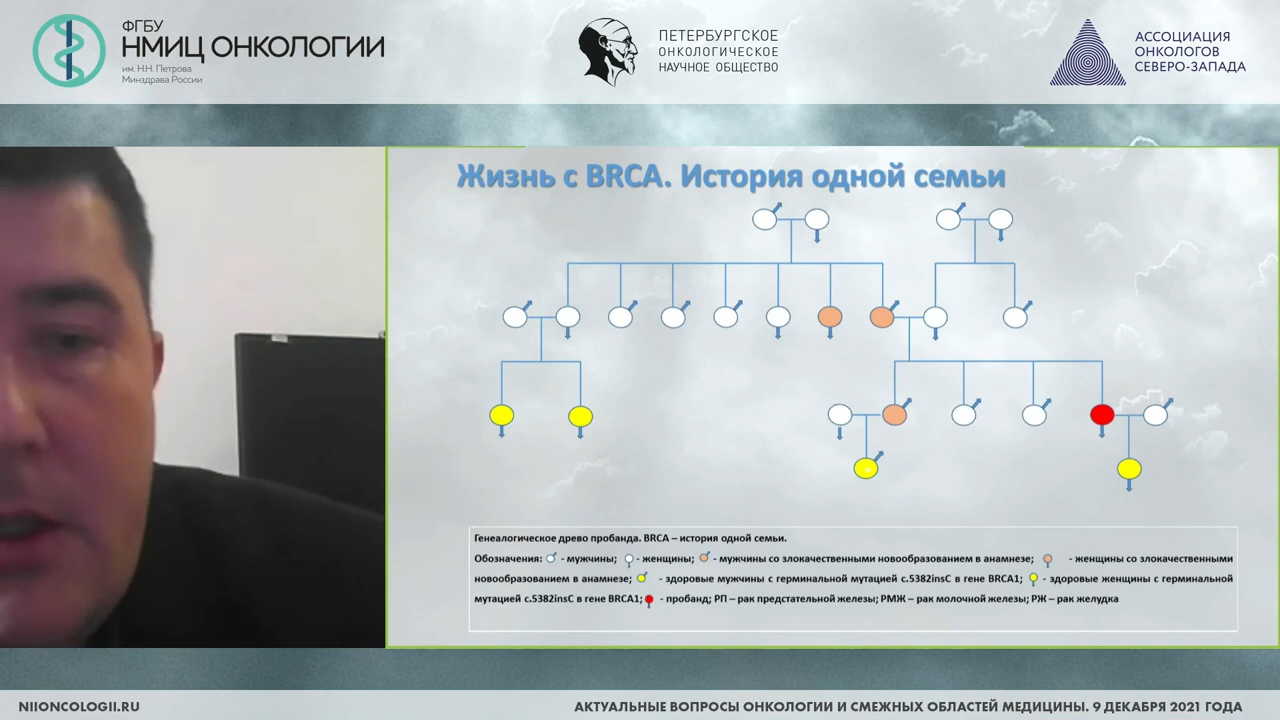 ФГБУ
НМИЦ ОНКОЛОГИИ
им. Н.Н. Петрова
Минздрава России
ПЕТЕРБУРГСКОЕ
ОНКОЛОГИЧЕСКОЕ
НАУЧНОЕ ОБЩЕСТВО
АССОЦИАЦИЯ
ОНКОЛОГОВ
СЕВЕРО-ЗАПАДА
Жизнь с BRCA. История одной семьи
Генеалогическое древо пробанда. BRCA – история одной семьи.
Обозначения: - мужчины; - женщины; - мужчины со злокачественными новообразованием в анамнезе; - женщины со злокачественными
новообразованием в анамнезе; - здоровые мужчины с герминальной мутацией c.5382insC в гене BRCA1; - здоровые женщины с герминальной
мутацией c.5382insC в гене BRCA1; - пробанд; РП – рак предстательной железы; РМЖ – рак молочной железы; РЖ – рак желудка
NIIONCOLOGII.RU
АКТУАЛЬНЫЕ ВОПРОСЫ ОНКОЛОГИИ И СМЕЖНЫХ ОБЛАСТЕЙ МЕДИЦИНЫ. 9 ДЕКАБРЯ 2021 ГОДА